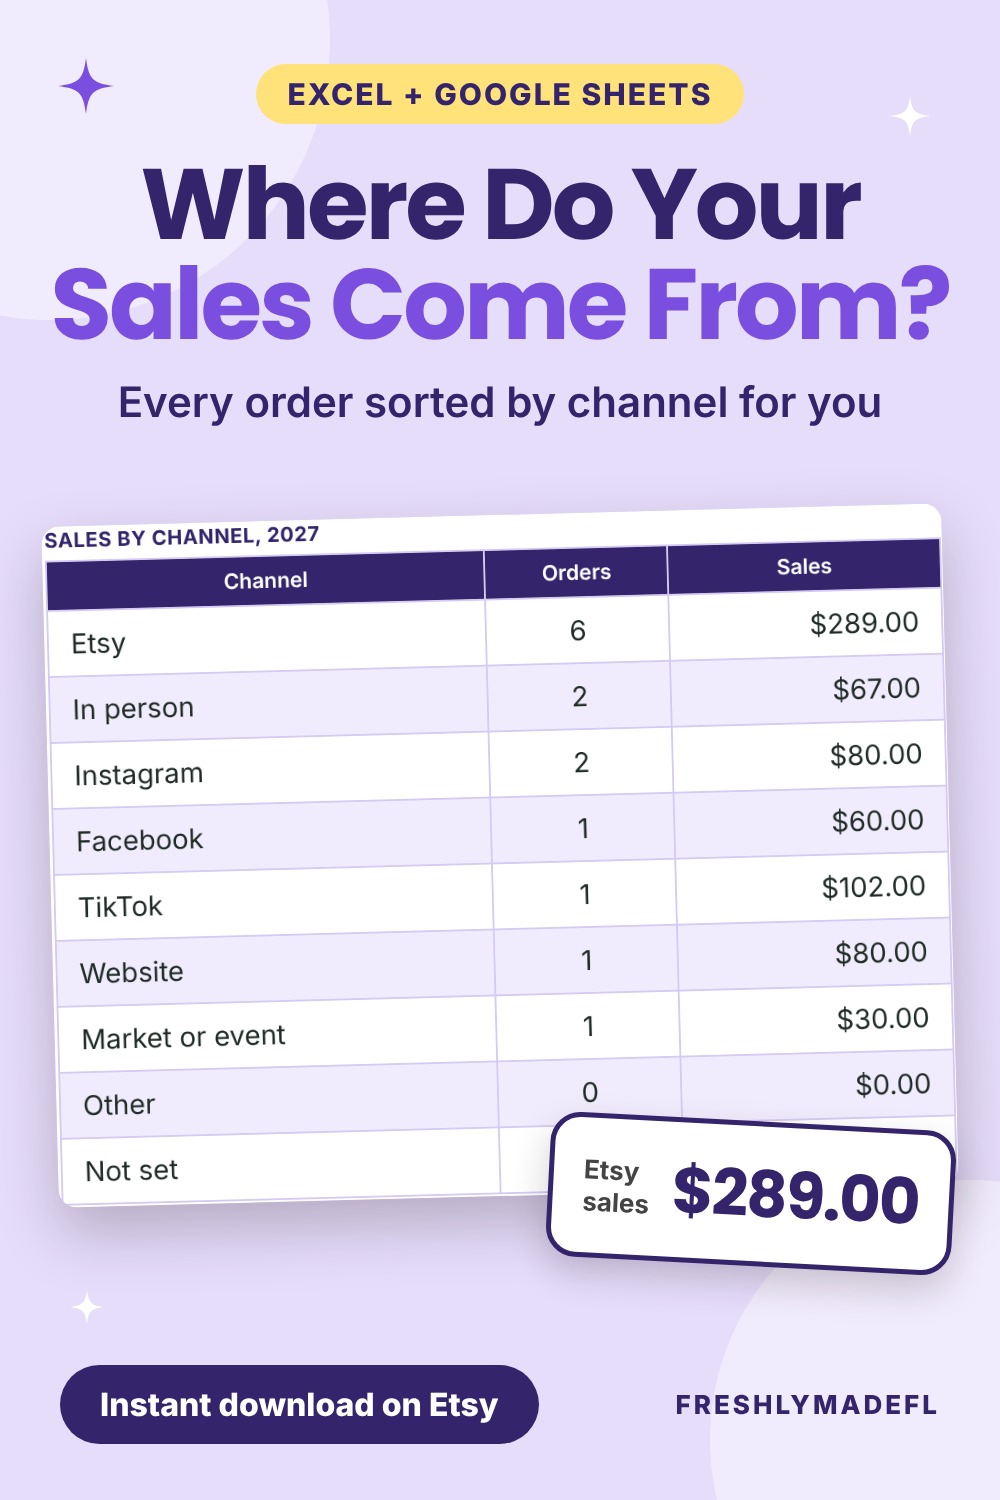 EXCEL + GOOGLE SHEETS
Where Do Your
Sales Come From?
Every order sorted by channel for you
SALES BY CHANNEL, 2027
Channel Orders Sales
Etsy 6 $289.00
In person 2 $67.00
Instagram 2 $80.00
Facebook 1 $60.00
TikTok 1 $102.00
Website 1 $80.00
Market or event 1 $30.00
Other 0 $0.00
Not set
Etsy
sales
$289.00
Instant download on Etsy
FRESHLYMADEFL